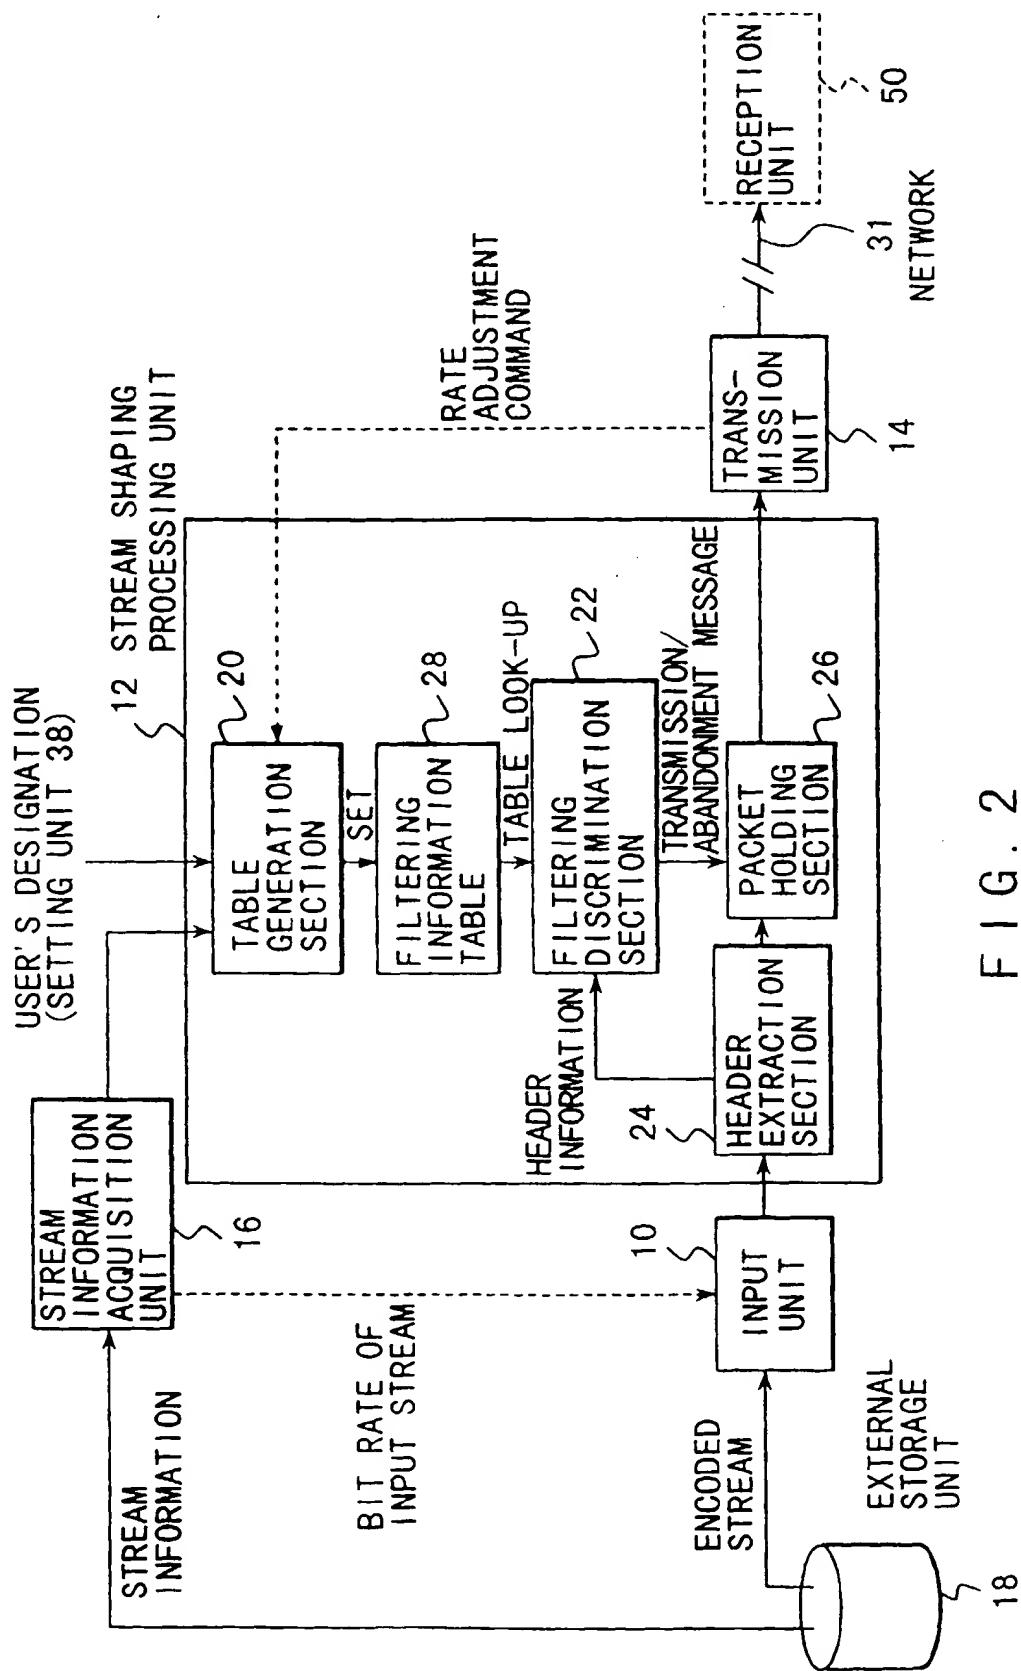 USER'S DESIGNATION
(SETTING UNIT 38)
12 STREAM SHAPING
PROCESSING UNIT
STREAM
INFORMATION
ACQUISITION
UNIT
16
STREAM
INFORMATION
TABLE
GENERATION
SECTION
20
RATE
ADJUSTMENT
COMMAND
SET
FILTERING
INFORMATION
TABLE
28
TABLE LOOK-UP
BIT RATE OF
INPUT STREAM
HEADER
INFORMATION
FILTERING
DISCRIMINATION
SECTION
22
TRANSMISSION/
ABANDONMENT MESSAGE
ENCODED
STREAM
10
INPUT
UNIT
24
HEADER
EXTRACTION
SECTION
PACKET
HOLDING
SECTION
26
TRANS-
MISSION
UNIT
14
RECEPTION
UNIT
50
31
NETWORK
EXTERNAL
STORAGE
UNIT
18
FIG. 2